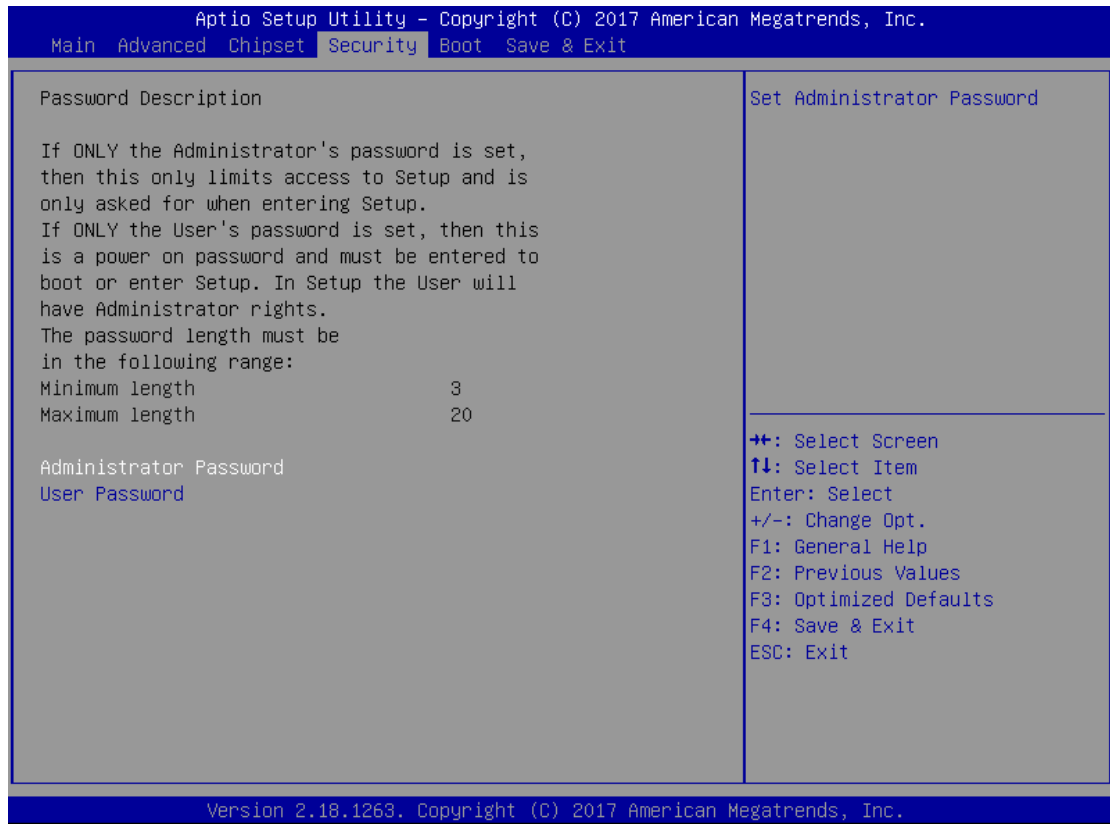 Aptio Setup Utility – Copyright (C) 2017 American Megatrends, Inc.
Main Advanced Chipset Security Boot Save & Exit
Password Description
If ONLY the Administrator's password is set,
then this only limits access to Setup and is
only asked for when entering Setup.
If ONLY the User's password is set, then this
is a power on password and must be entered to
boot or enter Setup. In Setup the User will
have Administrator rights.
The password length must be
in the following range:
Minimum length 3
Maximum length 20
Administrator Password
User Password
Set Administrator Password
→←: Select Screen
↑↓: Select Item
Enter: Select
+/-: Change Opt.
F1: General Help
F2: Previous Values
F3: Optimized Defaults
F4: Save & Exit
ESC: Exit
Version 2.18.1263. Copyright (C) 2017 American Megatrends, Inc.